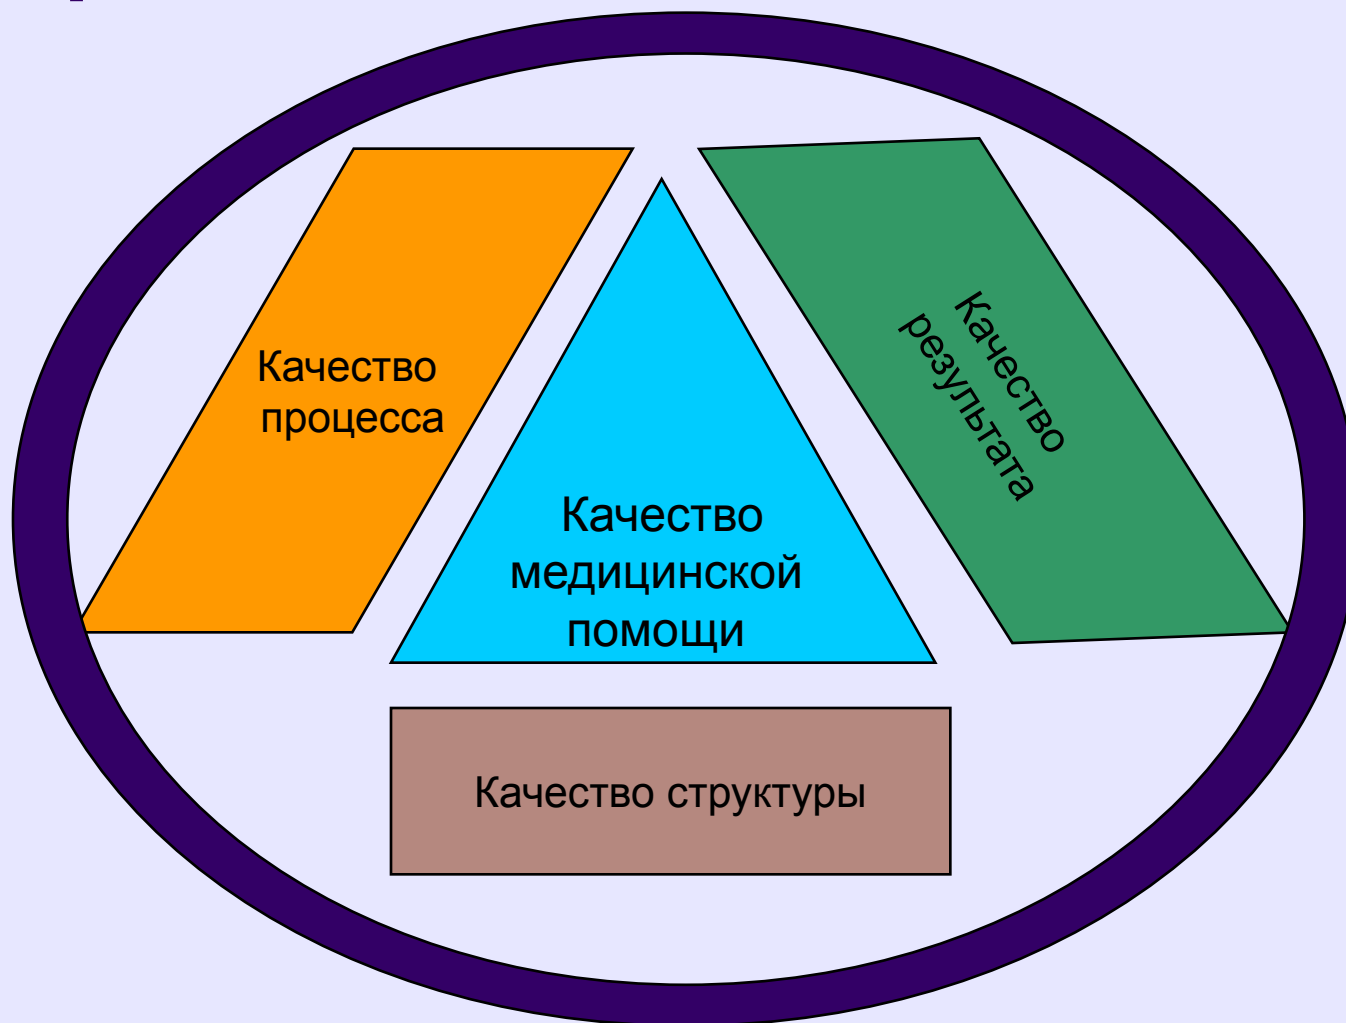 Качество
процесса
Качество
результата
Качество
медицинской
помощи
Качество структуры